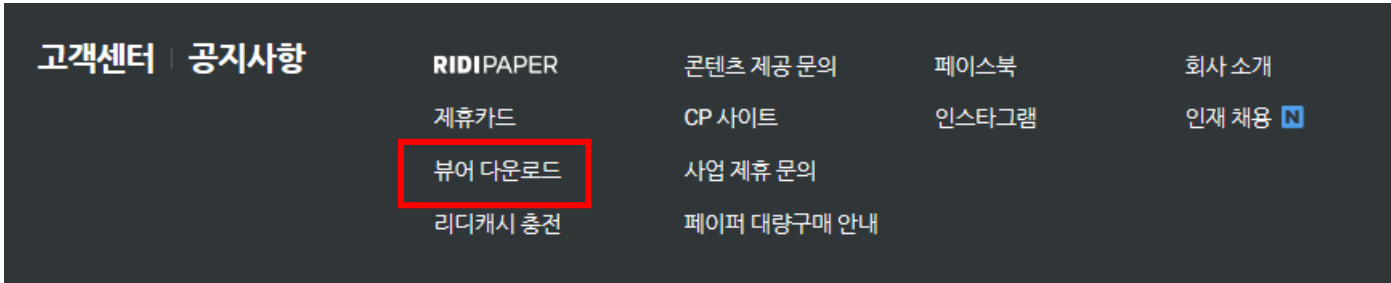 고객센터 | 공지사항
RIDIPAPER
제휴카드
뷰어 다운로드
리디캐시 충전
콘텐츠 제공 문의
CP 사이트
사업 제휴 문의
페이퍼 대량구매 안내
페이스북
인스타그램
회사 소개
인재 채용 N